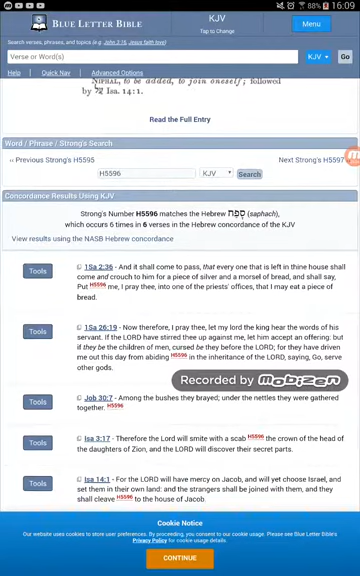 88% 16:09
BLUE LETTER BIBLE
KJV
Tap to Change
Menu
Search verses, phrases, and topics (e.g. John 3:16, Jesus faith love)
Verse or Word(s)
KJV
Go
Help Quick Nav Advanced Options
NIPHAL, to be added, to join oneself; followed
by עַל Isa. 14:1.
Read the Full Entry
Word / Phrase / Strong's Search
‹‹ Previous Strong's H5595
Next Strong's H5597
H5596
KJV
Search
Concordance Results Using KJV
Strong's Number H5596 matches the Hebrew סָפַח (saphach),
which occurs 6 times in 6 verses in the Hebrew concordance of the KJV
View results using the NASB Hebrew concordance
Tools
1Sa 2:36 - And it shall come to pass, that every one that is left in thine house shall
come and crouch to him for a piece of silver and a morsel of bread, and shall say,
Put H5596 me, I pray thee, into one of the priests' offices, that I may eat a piece of
bread.
Tools
1Sa 26:19 - Now therefore, I pray thee, let my lord the king hear the words of his
servant. If the LORD have stirred thee up against me, let him accept an offering: but
if they be the children of men, cursed be they before the LORD; for they have driven
me out this day from abiding H5596 in the inheritance of the LORD, saying, Go, serve
other gods.
Recorded by mobizen
Tools
Job 30:7 - Among the bushes they brayed; under the nettles they were gathered
together. H5596
Tools
Isa 3:17 - Therefore the Lord will smite with a scab H5596 the crown of the head of
the daughters of Zion, and the LORD will discover their secret parts.
Tools
Isa 14:1 - For the LORD will have mercy on Jacob, and will yet choose Israel, and
set them in their own land: and the strangers shall be joined with them, and they
shall cleave H5596 to the house of Jacob.
Cookie Notice
Our website uses cookies to store user preferences. By proceeding, you consent to our cookie usage. Please see Blue Letter Bible's
Privacy Policy for cookie usage details.
CONTINUE